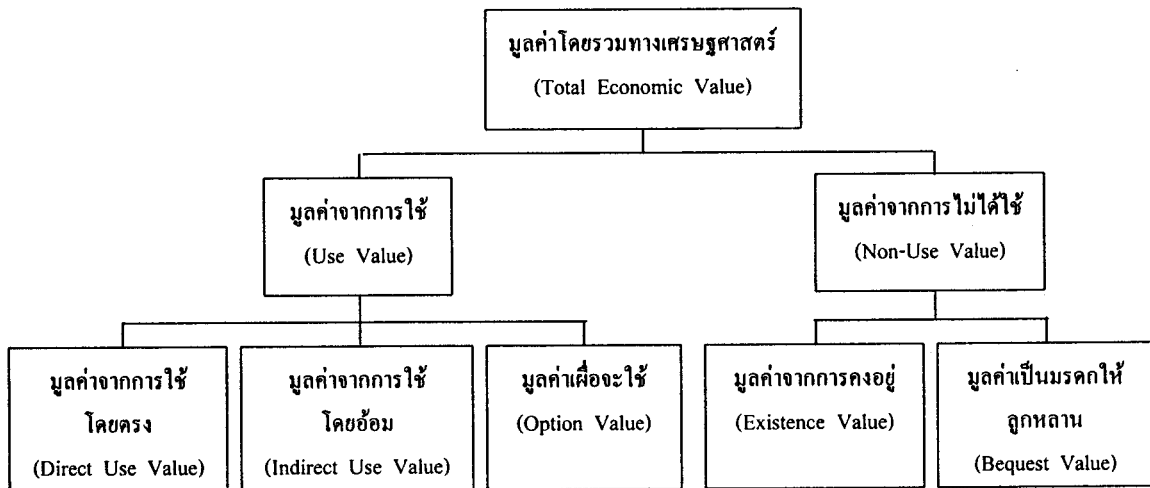 มูลค่าโดยรวมทางเศรษฐศาสตร์
(Total Economic Value)
มูลค่าจากการใช้
(Use Value)
มูลค่าจากการไม่ได้ใช้
(Non-Use Value)
มูลค่าจากการใช้
โดยตรง
(Direct Use Value)
มูลค่าจากการใช้
โดยอ้อม
(Indirect Use Value)
มูลค่าเผื่อจะใช้
(Option Value)
มูลค่าจากการคงอยู่
(Existence Value)
มูลค่าเป็นมรดกให้
ลูกหลาน
(Bequest Value)